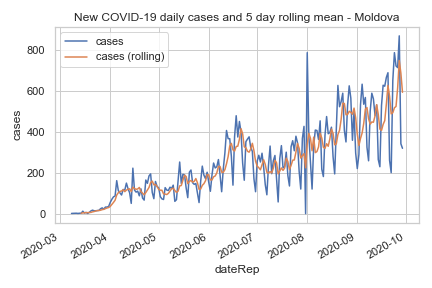 New COVID-19 daily cases and 5 day rolling mean - Moldova
cases
cases (rolling)
800
600
400
200
0
cases
2020-03
2020-04
2020-05
2020-06
2020-07
2020-08
2020-09
2020-10
dateRep